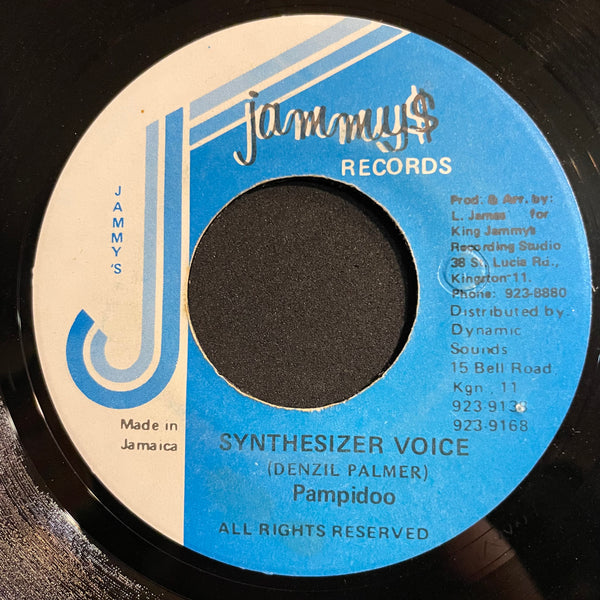 jammy$
RECORDS
JAMMY'S
Prod: & Arr. by:
L. James for
King Jammys
Recording Studio
38 St. Lucia Rd.,
Kingston 11.
Phone: 923-8880
Distributed by
Dynamic
Sounds
15 Bell Road
Kgn. 11
923-9138
923-9168
Made in
Jamaica
SYNTHESIZER VOICE
(DENZIL PALMER)
Pampidoo
ALL RIGHTS RESERVED